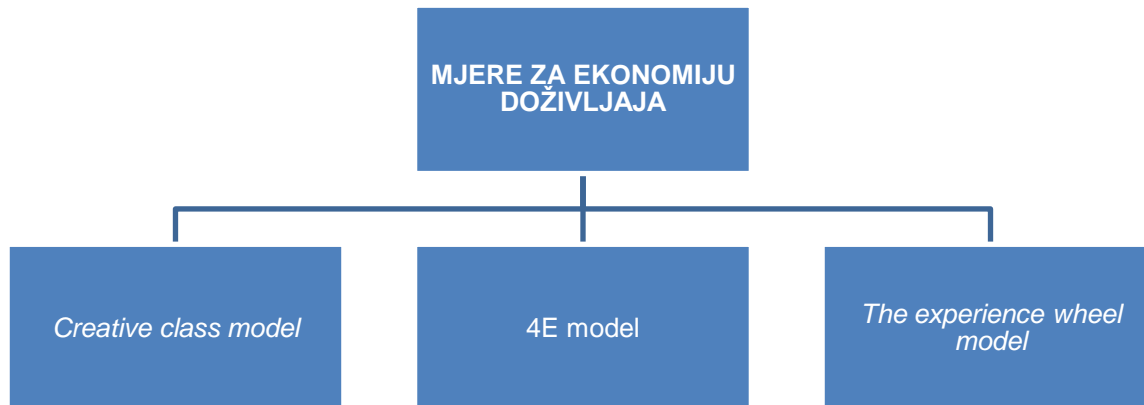 MJERE ZA EKONOMIJU
DOŽIVLJAJA
Creative class model
4E model
The experience wheel
model